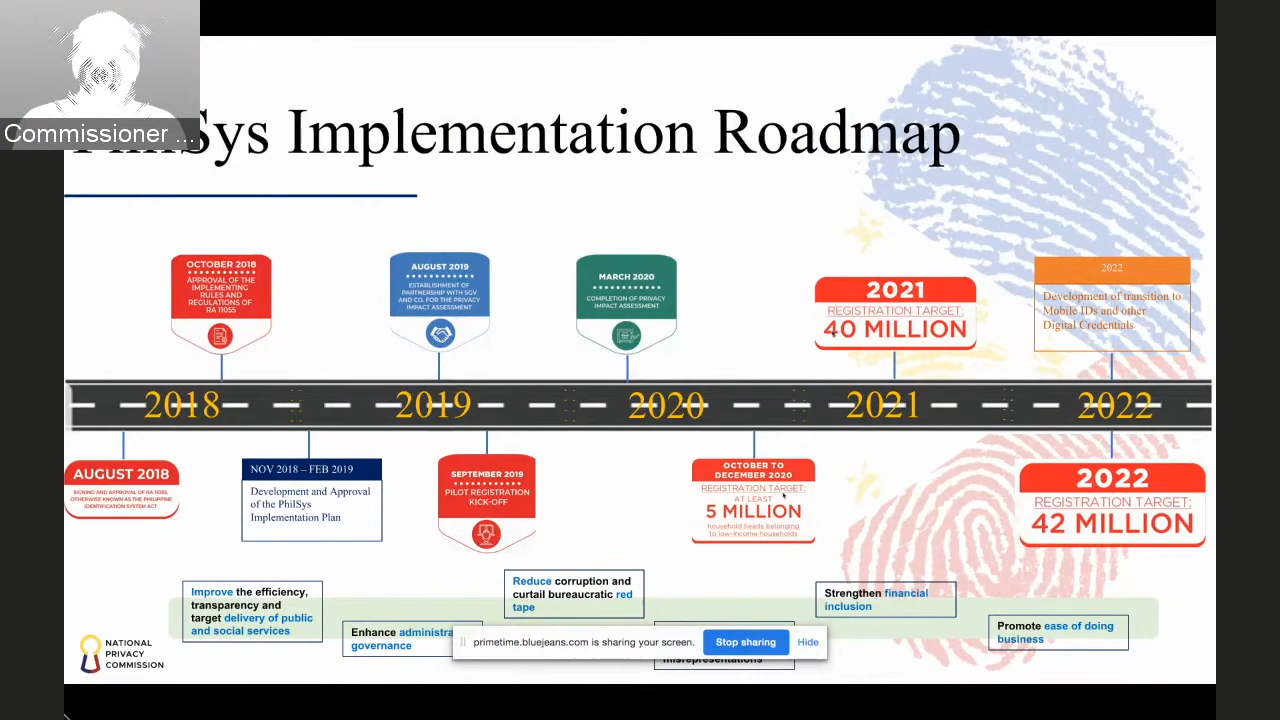 Commissioner ...
PhilSys Implementation Roadmap
OCTOBER 2018
APPROVAL OF THE
IMPLEMENTING
RULES AND
REGULATIONS OF
RA 11055
AUGUST 2019
ESTABLISHMENT OF
PARTNERSHIP WITH SGV
AND CO. FOR THE PRIVACY
IMPACT ASSESSMENT
MARCH 2020
COMPLETION OF PRIVACY
IMPACT ASSESSMENT
2021
REGISTRATION TARGET:
40 MILLION
2022
Development of transition to
Mobile IDs and other
Digital Credentials
2018
2019
2020
2021
2022
AUGUST 2018
SIGNING AND APPROVAL OF RA 11055,
OTHERWISE KNOWN AS THE PHILIPPINE
IDENTIFICATION SYSTEM ACT
NOV 2018 – FEB 2019
Development and Approval
of the PhilSys
Implementation Plan
SEPTEMBER 2019
PILOT REGISTRATION
KICK-OFF
OCTOBER TO
DECEMBER 2020
REGISTRATION TARGET:
AT LEAST
5 MILLION
household heads belonging
to low-income households
2022
REGISTRATION TARGET:
42 MILLION
Improve the efficiency,
transparency and
target delivery of public
and social services
Enhance administra
governance
Reduce corruption and
curtail bureaucratic red
tape
misrepresentations
Strengthen financial
inclusion
Promote ease of doing
business
NATIONAL
PRIVACY
COMMISSION
primetime.bluejeans.com is sharing your screen.
Stop sharing
Hide